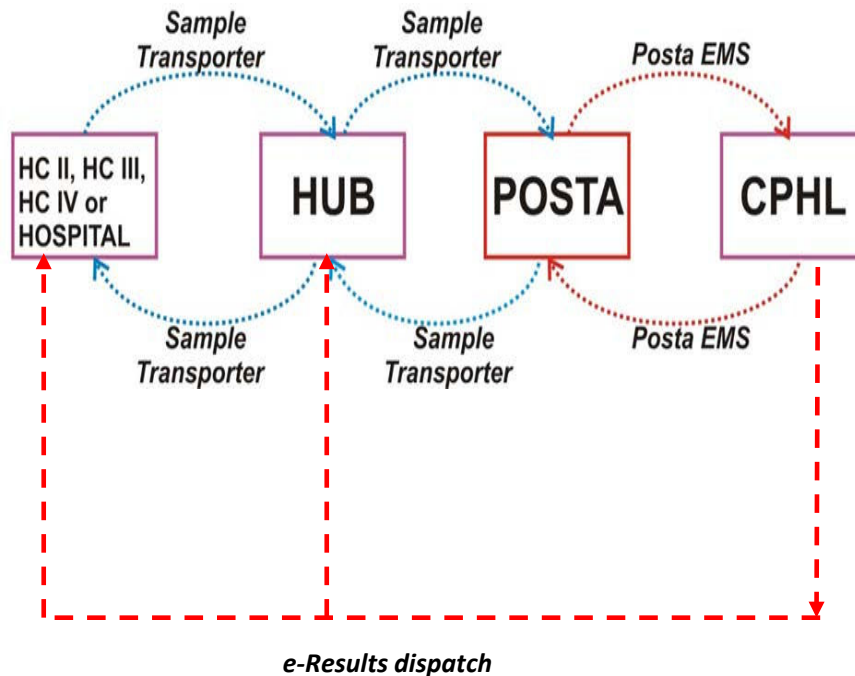 Sample
Transporter
Sample
Transporter
Posta EMS
HC II, HC III,
HC IV or
HOSPITAL
HUB
POSTA
CPHL
Sample
Transporter
Sample
Transporter
Posta EMS
e-Results dispatch